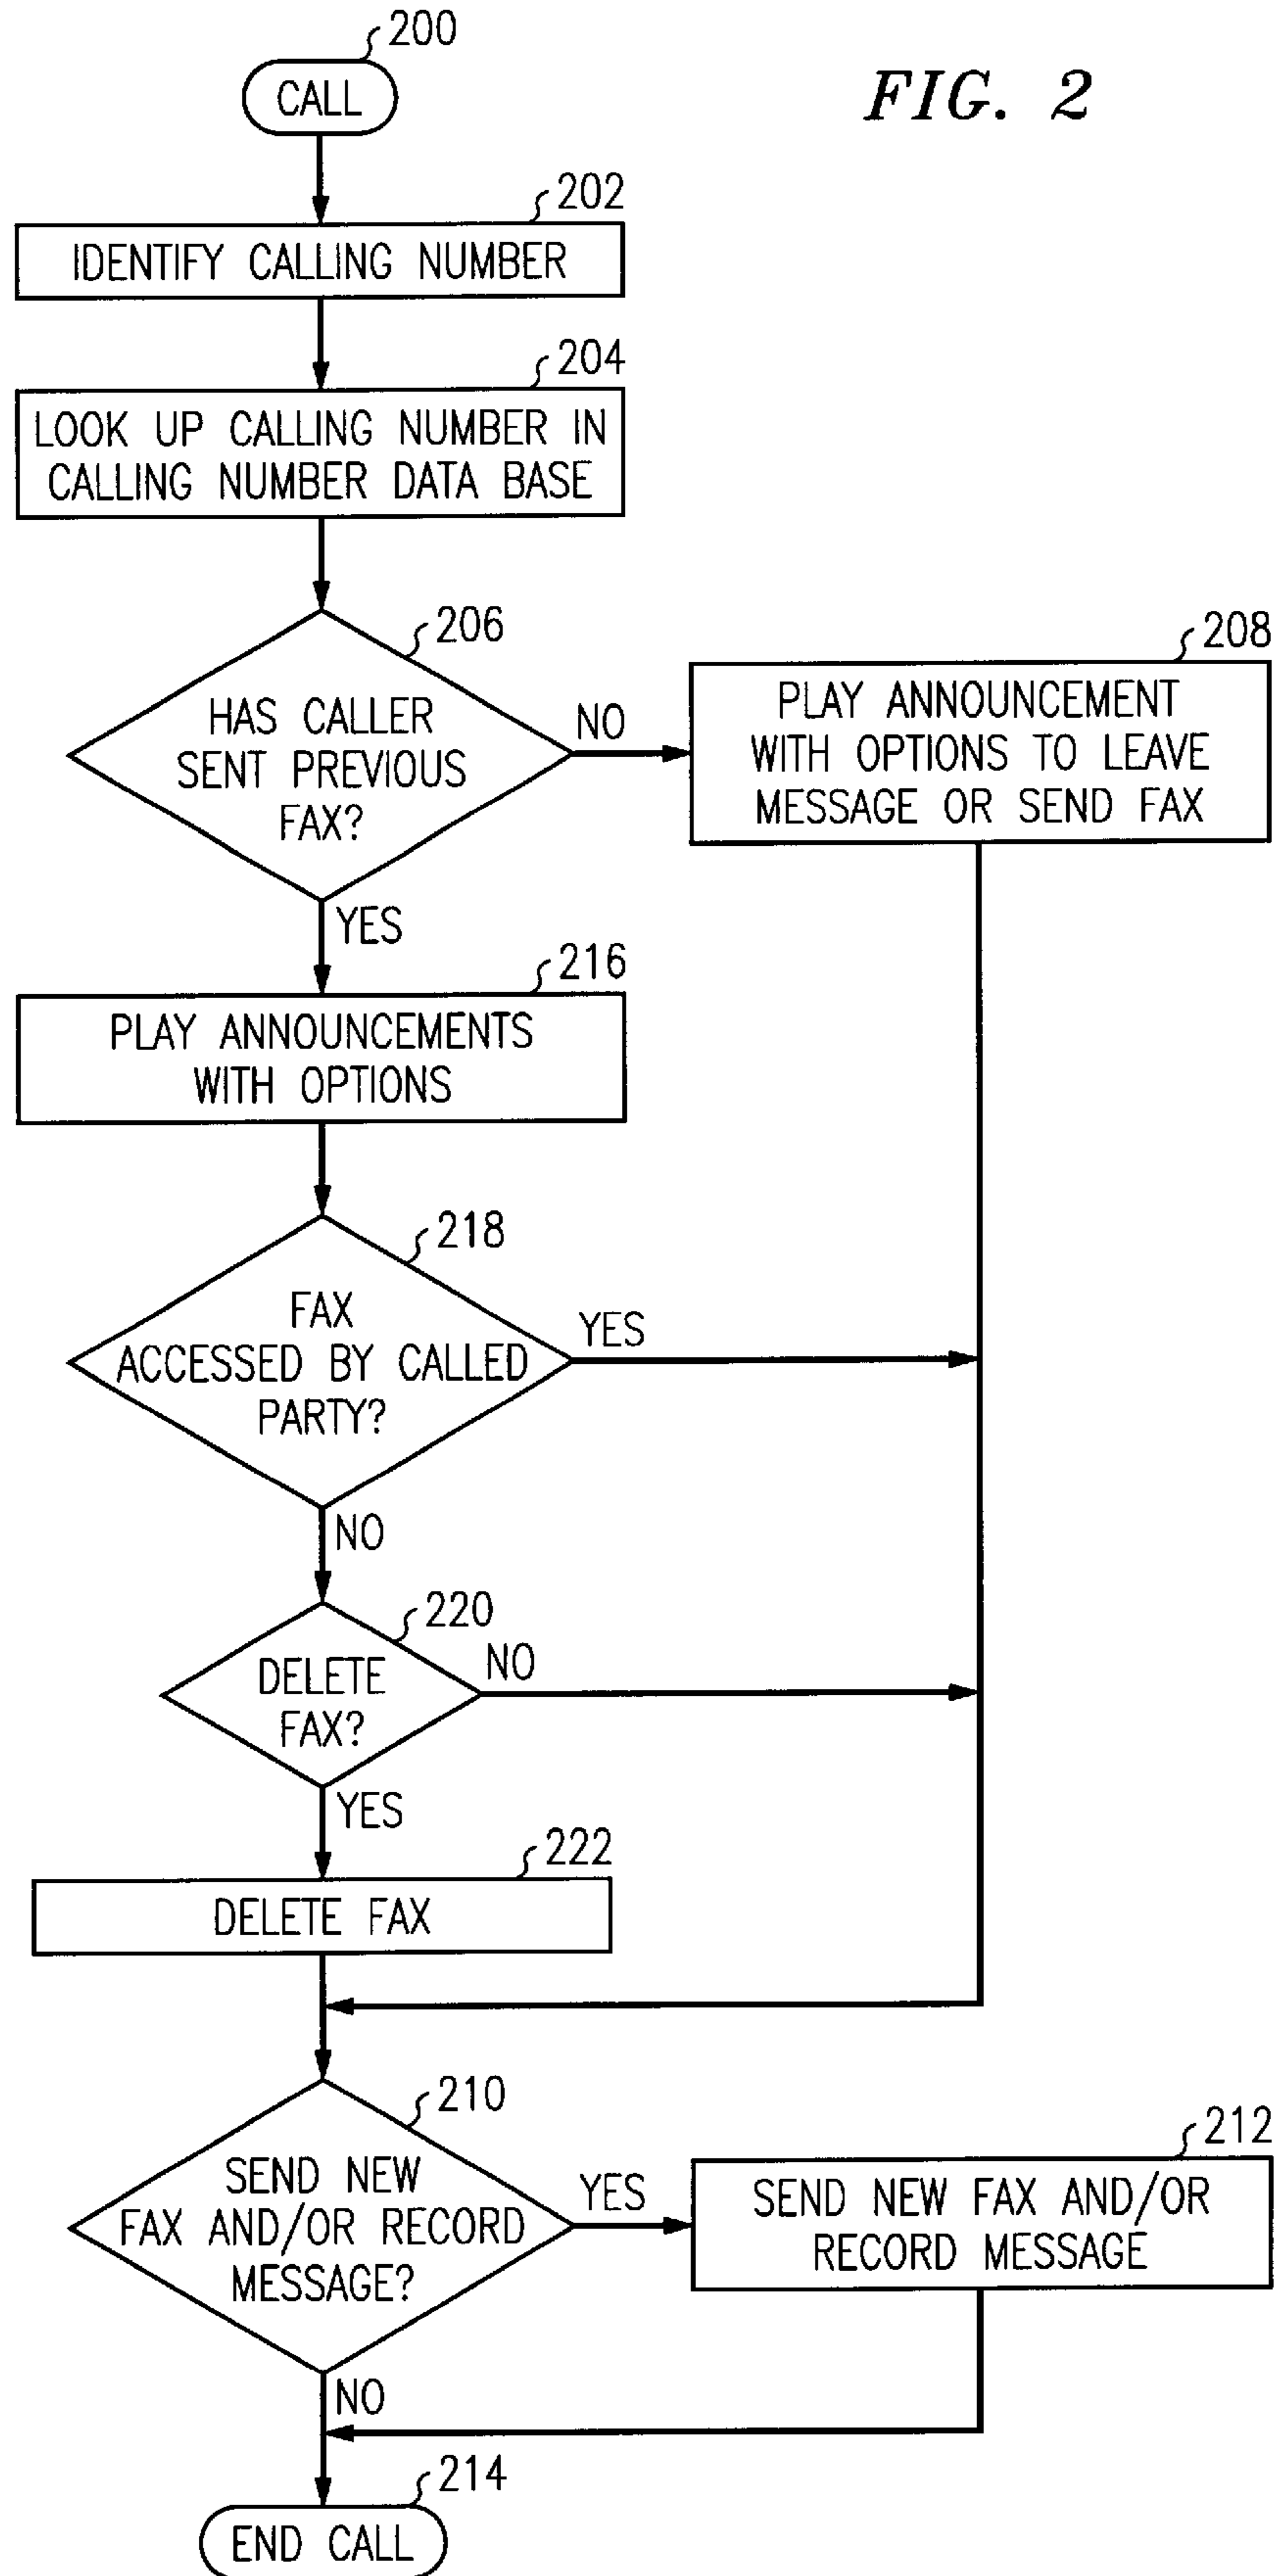 200
CALL
FIG. 2
202
IDENTIFY CALLING NUMBER
204
LOOK UP CALLING NUMBER IN
CALLING NUMBER DATA BASE
206
HAS CALLER
SENT PREVIOUS
FAX?
NO
208
PLAY ANNOUNCEMENT
WITH OPTIONS TO LEAVE
MESSAGE OR SEND FAX
YES
216
PLAY ANNOUNCEMENTS
WITH OPTIONS
218
FAX
ACCESSED BY CALLED
PARTY?
YES
NO
220
DELETE
FAX?
NO
YES
222
DELETE FAX
210
SEND NEW
FAX AND/OR RECORD
MESSAGE?
YES
212
SEND NEW FAX AND/OR
RECORD MESSAGE
NO
214
END CALL